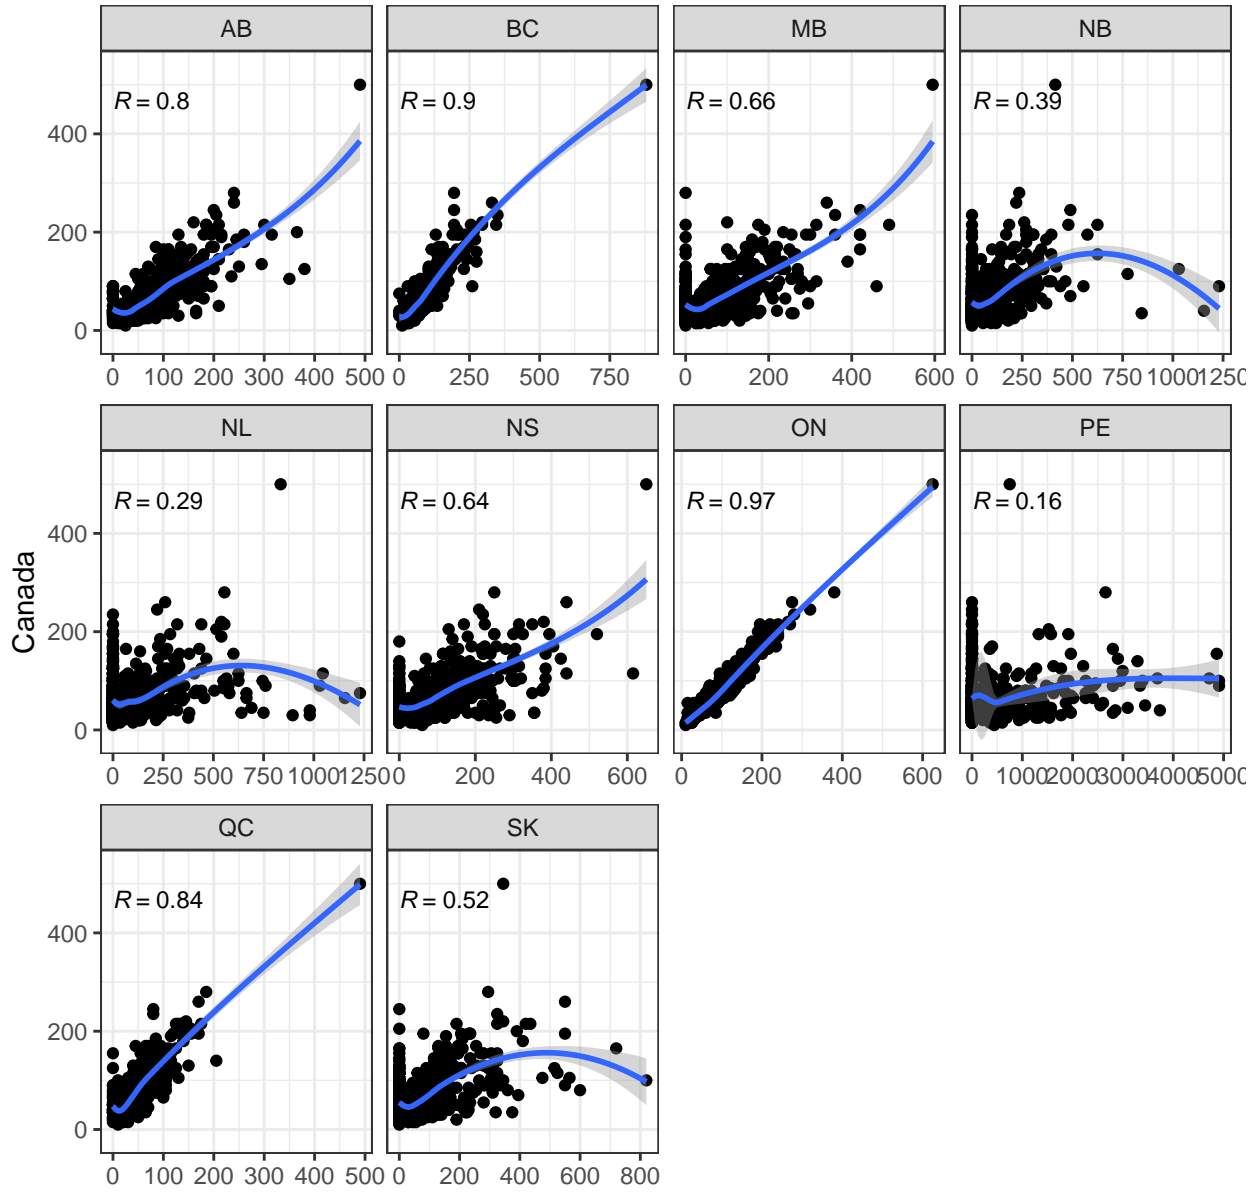 AB BC MB NB
R = 0.8 R = 0.9 R = 0.66 R = 0.39
400
200
0
0 100 200 300 400 500 0 250 500 750 0 200 400 600 0 250 500 750 1000 1250
NL NS ON PE
R = 0.29 R = 0.64 R = 0.97 R = 0.16
400
200
0
Canada
0 250 500 750 1000 1250 0 200 400 600 0 200 400 600 0 1000 2000 3000 4000 5000
QC SK
R = 0.84 R = 0.52
400
200
0
0 100 200 300 400 500 0 200 400 600 800